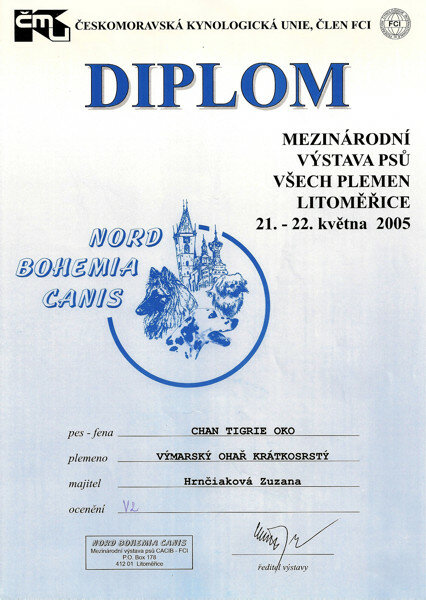 ČMKU
ČESKOMORAVSKÁ KYNOLOGICKÁ UNIE, ČLEN FCI
FCI
DIPLOM
MEZINÁRODNÍ
VÝSTAVA PSŮ
VŠECH PLEMEN
LITOMĚŘICE
21. - 22. května 2005
NORD
BOHEMIA
CANIS
pes - fena CHAN TIGRIE OKO
plemeno VÝMARSKÝ OHAŘ KRÁTKOSRSTÝ
majitel Hrnčiaková Zuzana
ocenění V2
NORD BOHEMIA CANIS
Mezinárodní výstava psů CACIB - FCI
P.O. Box 178
412 01 Litoměřice
ředitel výstavy